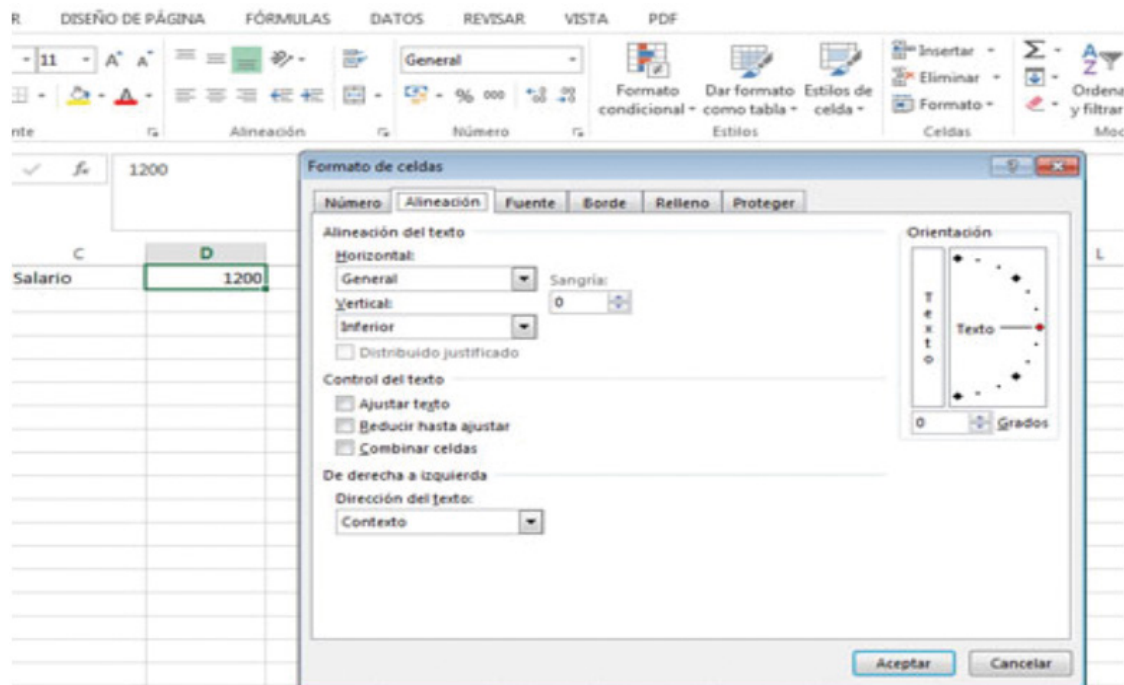 R DISEÑO DE PÁGINA FÓRMULAS DATOS REVISAR VISTA PDF
11 A A General Insertar
Eliminar
Formato Dar formato Estilos de Formato Ordena
condicional como tabla celda y filtrar
nte Alineación Número Estilos Celdas Mod
fx 1200
Formato de celdas
Número Alineación Fuente Borde Relleno Proteger
Alineación del texto Orientación
C D L
Horizontal:
Salario 1200 General Sangría:
Vertical: 0
Inferior Texto Texto
Distribuido justificado
Control del texto
Ajustar texto
Reducir hasta ajustar 0 Grados
Combinar celdas
De derecha a izquierda
Dirección del texto:
Contexto
Aceptar Cancelar